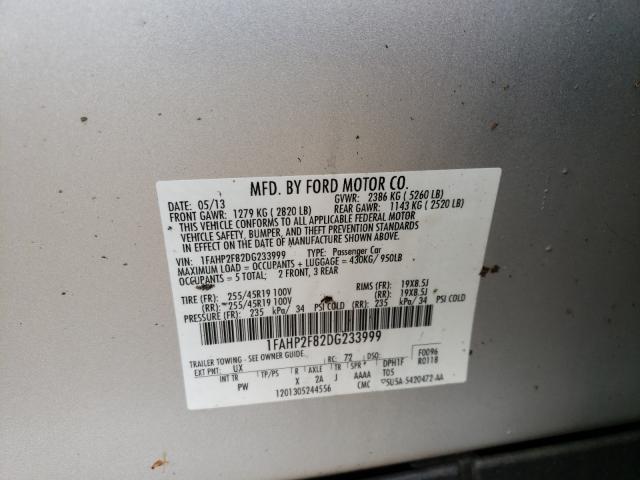 MFD. BY FORD MOTOR CO.
DATE: 05/13 GVWR: 2386 KG ( 5260 LB)
FRONT GAWR: 1279 KG ( 2820 LB) REAR GAWR: 1143 KG ( 2520 LB)
THIS VEHICLE CONFORMS TO ALL APPLICABLE FEDERAL MOTOR
VEHICLE SAFETY, BUMPER, AND THEFT PREVENTION STANDARDS IN
EFFECT ON THE DATE OF MANUFACTURE SHOWN ABOVE.
VIN: 1FAHP2F82DG233999 TYPE: Passenger Car
MAXIMUM LOAD = OCCUPANTS + LUGGAGE = 430KG/ 950LB
OCCUPANTS = 5 TOTAL; 2 FRONT, 3 REAR
TIRE (FR): 255/45R19 100V RIMS (FR): 19X8.5J
(RR): 255/45R19 100V (RR): 19X8.5J
PRESSURE (FR): 235 kPa/ 34 PSI COLD (RR): 235 kPa/ 34 PSI COLD
1FAHP2F82DG233999
TRAILER TOWING - SEE OWNER GUIDE. F0096
EXT PNT: UX RC: 72 DSO: R0118
INT TR TP/PS R AXLE TR SPR DPH1F
PW X 2A J AAAA T05
1201305244556 CMC SU5A-5420472-AA